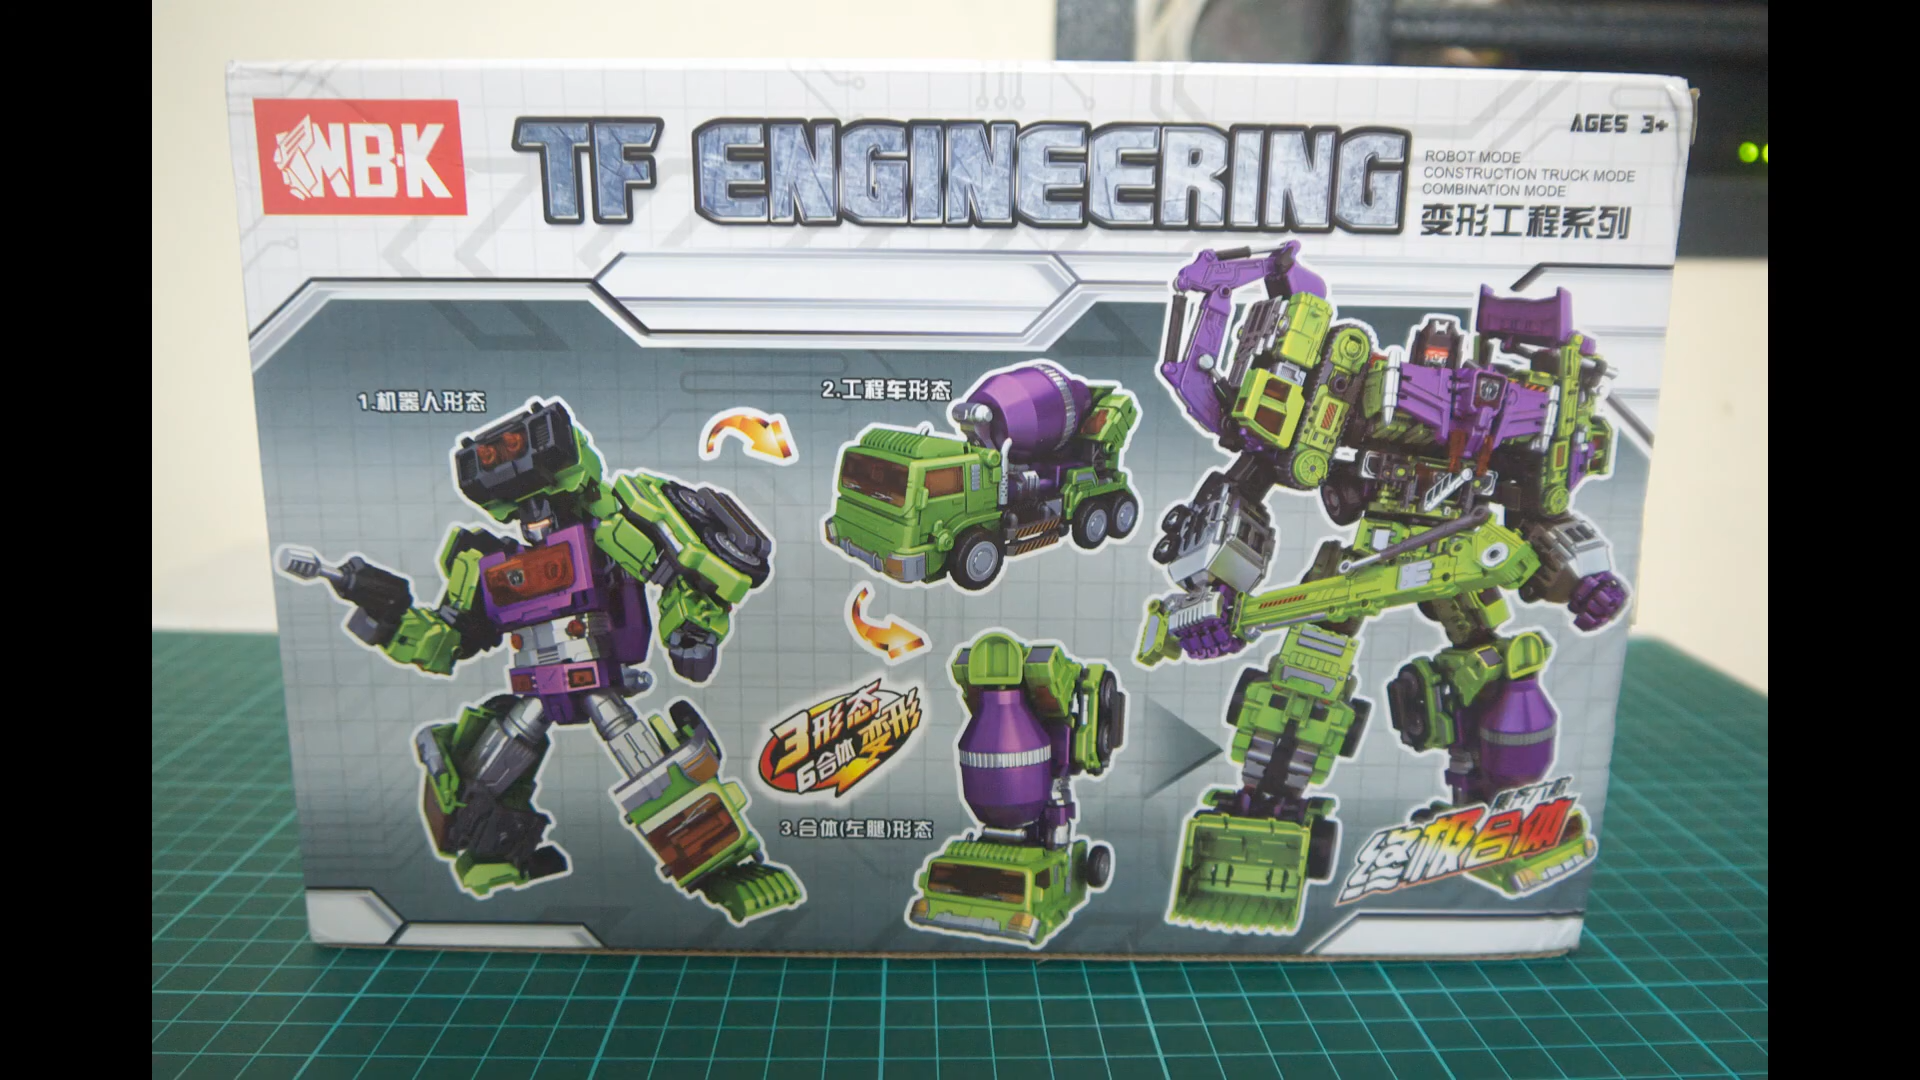 NBK
TF ENGINEERING
AGES 3+
ROBOT MODE
CONSTRUCTION TRUCK MODE
COMBINATION MODE
变形工程系列
1.机器人形态
2.工程车形态
3形态
6合体 变形
3.合体(左腿)形态
终极合体